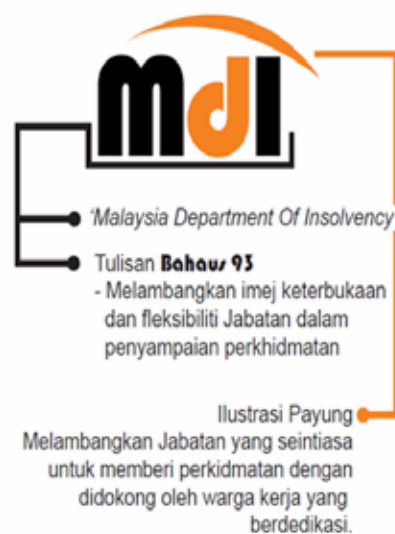 MdI
'Malaysia Department Of Insolvency
Tulisan Bahaus 93
- Melambangkan imej keterbukaan
dan fleksibiliti Jabatan dalam
penyampaian perkhidmatan
Ilustrasi Payung
Melambangkan Jabatan yang seintiasa
untuk memberi perkidmatan dengan
didokong oleh warga kerja yang
berdedikasi.